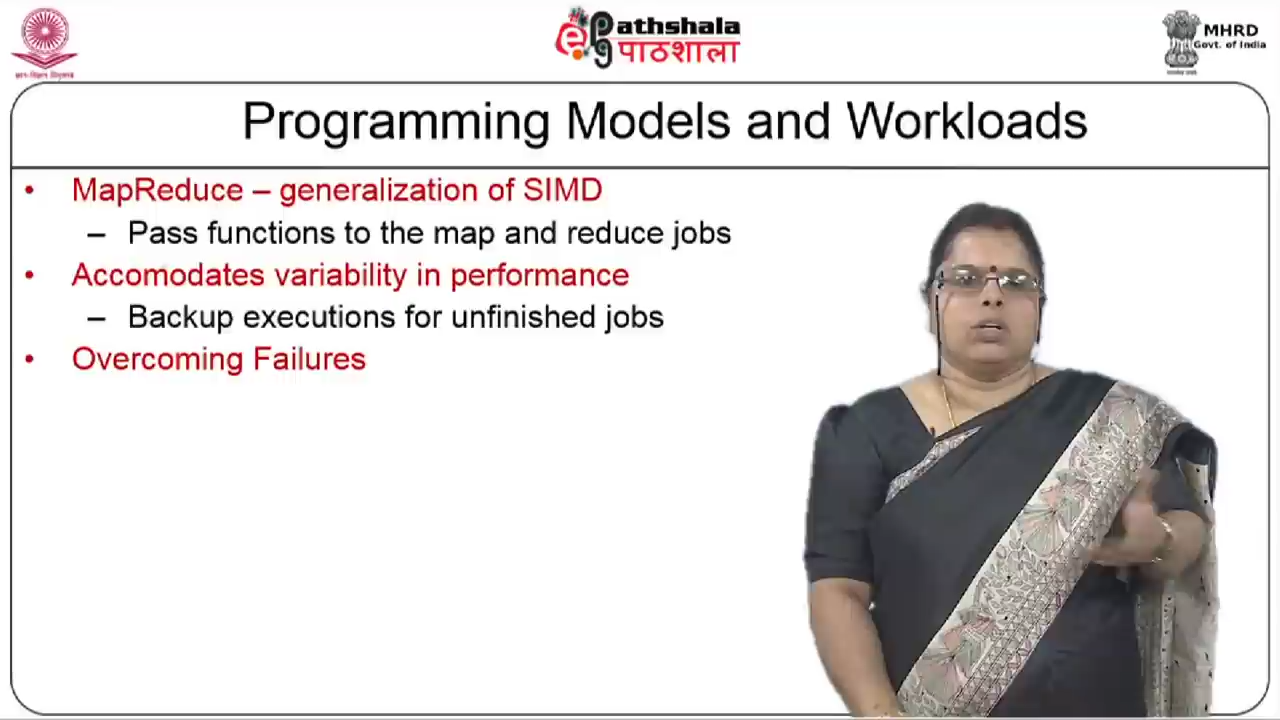 ePathshala
पाठशाला
MHRD
Govt. of India
Programming Models and Workloads
• MapReduce – generalization of SIMD
– Pass functions to the map and reduce jobs
• Accomodates variability in performance
– Backup executions for unfinished jobs
• Overcoming Failures